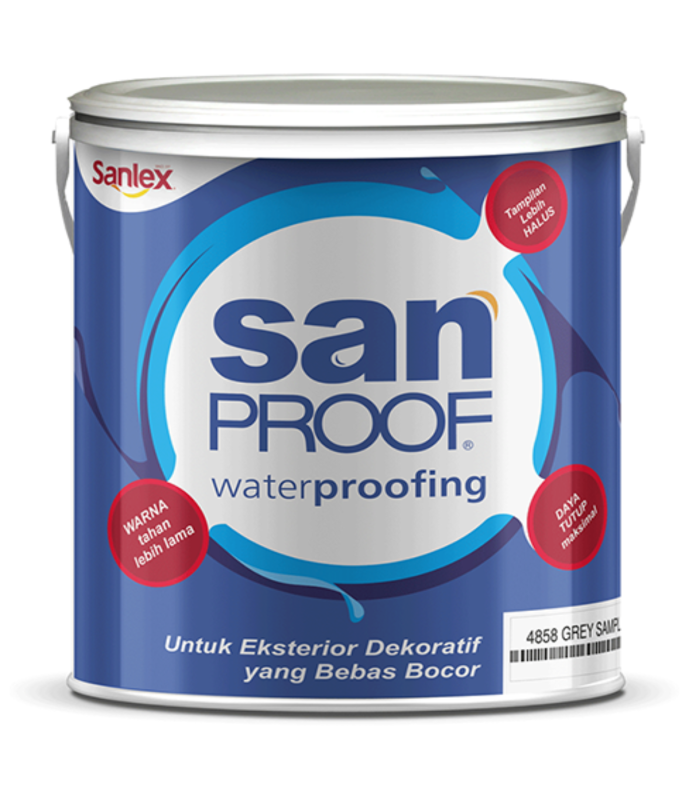 Sanlex
Tampilan
Lebih
HALUS
san
PROOF®
waterproofing
WARNA
tahan
lebih lama
DAYA
TUTUP
maksimal
4858 GREY SAMPL
Untuk Eksterior Dekoratif
yang Bebas Bocor